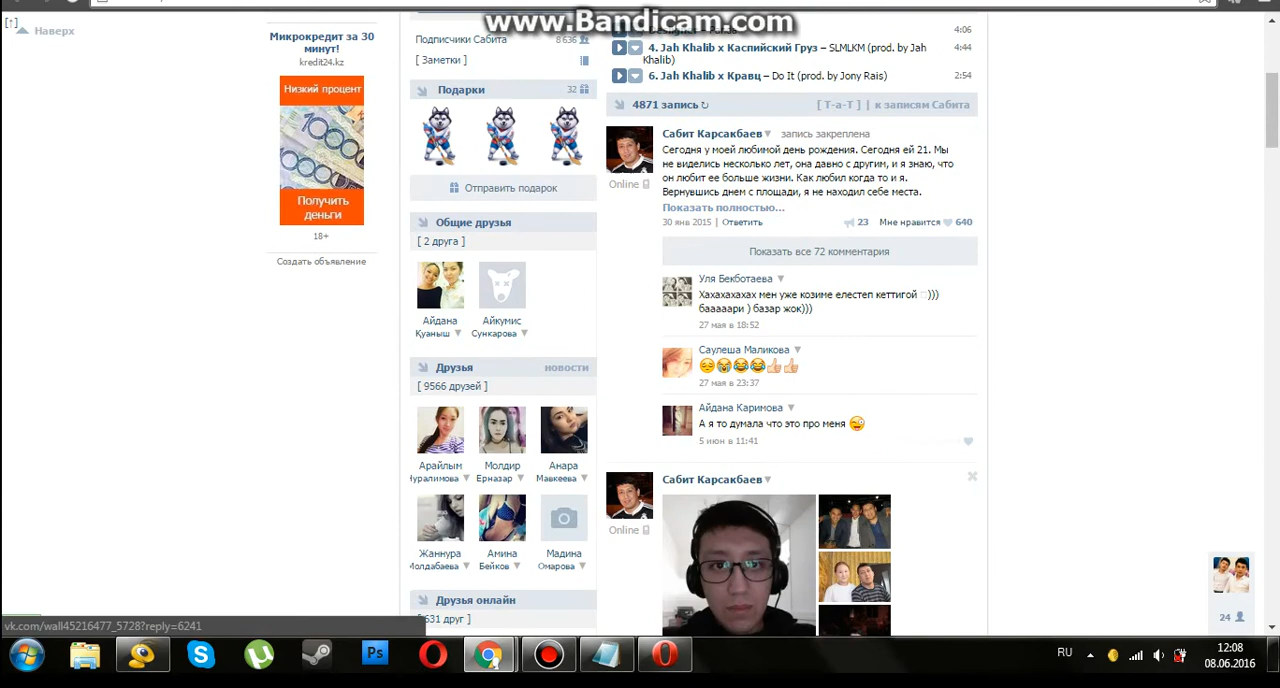 www.Bandicam.com
[↑]
Наверх
Микрокредит за 30
минут!
kredit24.kz
Низкий процент
Получить
деньги
18+
Создать объявление
Подписчики Сабита 8 636
[ Заметки ]
Подарки 32
Отправить подарок
Общие друзья
[ 2 друга ]
Айдана
Қуаныш
Айкумис
Сункарова
Друзья новости
[ 9566 друзей ]
Арайлым
Нуралимова
Молдир
Ерназар
Анара
Мавкеева
Жаннура
Молдабаева
Амина
Бейков
Мадина
Омарова
Друзья онлайн
[ 631 друг ]
4:06
4. Jah Khalib x Каспийский Груз – SLMLKM (prod. by Jah 4:44
Khalib)
6. Jah Khalib x Кравц – Do It (prod. by Jony Rais) 2:54
4871 запись [ T-a-T ] | к записям Сабита
Сабит Карсакбаев запись закреплена
Сегодня у моей любимой день рождения. Сегодня ей 21. Мы
не виделись несколько лет, она давно с другим, и я знаю, что
он любит ее больше жизни. Как любил когда то и я.
Вернувшись днем с площади, я не находил себе места.
Online
Показать полностью...
30 янв 2015 | Ответить 23 Мне нравится 640
Показать все 72 комментария
Уля Бекботаева
Хахахахахах мен уже козиме елестеп кеттигой )))
бааааари ) базар жок)))
27 мая в 18:52
Саулеша Маликова
27 мая в 23:37
Айдана Каримова
А я то думала что это про меня
5 июн в 11:41
Сабит Карсакбаев
Online
24
vk.com/wall45216477_5728?reply=6241
Ps
RU
12:08
08.06.2016